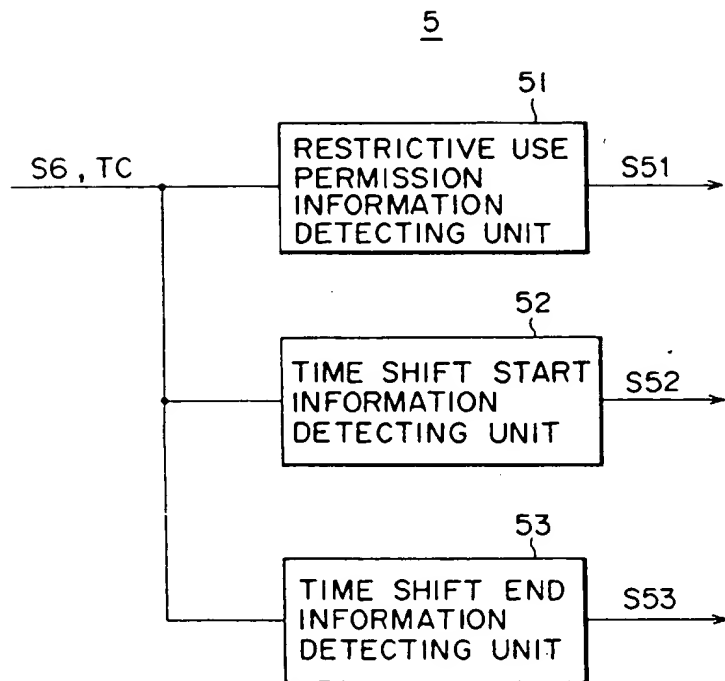 5
51
S6, TC
RESTRICTIVE USE
PERMISSION
INFORMATION
DETECTING UNIT
S51
52
TIME SHIFT START
INFORMATION
DETECTING UNIT
S52
53
TIME SHIFT END
INFORMATION
DETECTING UNIT
S53